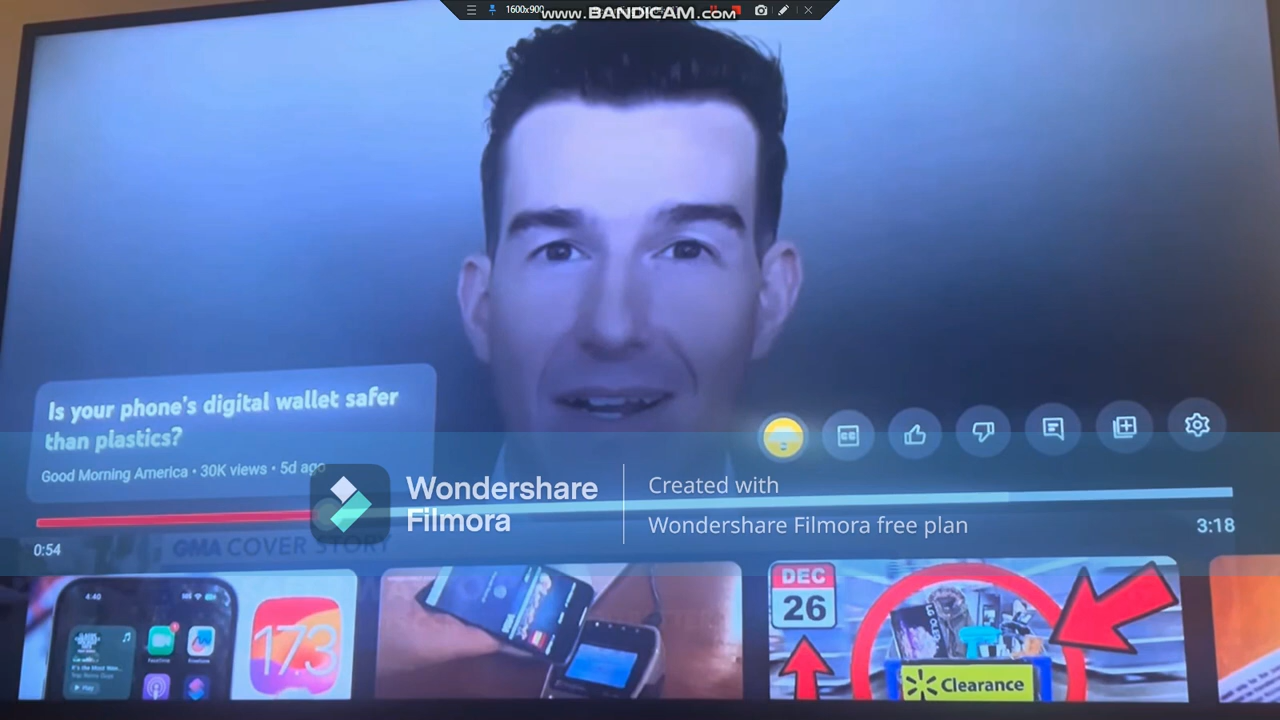 1600x900
www.BANDICAM.com
Is your phone's digital wallet safer
than plastics?
Good Morning America • 30K views • 5d ago
CC
Wondershare
Filmora
Created with
Wondershare Filmora free plan
0:54
3:18
GMA COVER STORY
4:40
17.3
DEC
26
Clearance